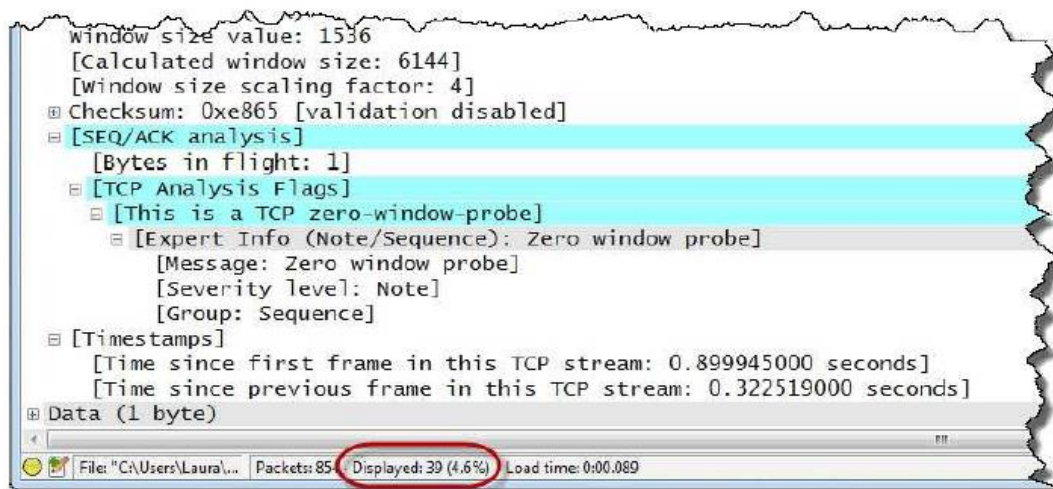 Window size value: 1536
[Calculated window size: 6144]
[Window size scaling factor: 4]
Checksum: 0xe865 [validation disabled]
[SEQ/ACK analysis]
[Bytes in flight: 1]
[TCP Analysis Flags]
[This is a TCP zero-window-probe]
[Expert Info (Note/Sequence): Zero window probe]
[Message: Zero window probe]
[Severity level: Note]
[Group: Sequence]
[Timestamps]
[Time since first frame in this TCP stream: 0.899945000 seconds]
[Time since previous frame in this TCP stream: 0.322519000 seconds]
Data (1 byte)
File: "C:\Users\Laura\... Packets: 854 Displayed: 39 (4.6%) Load time: 0:00.089